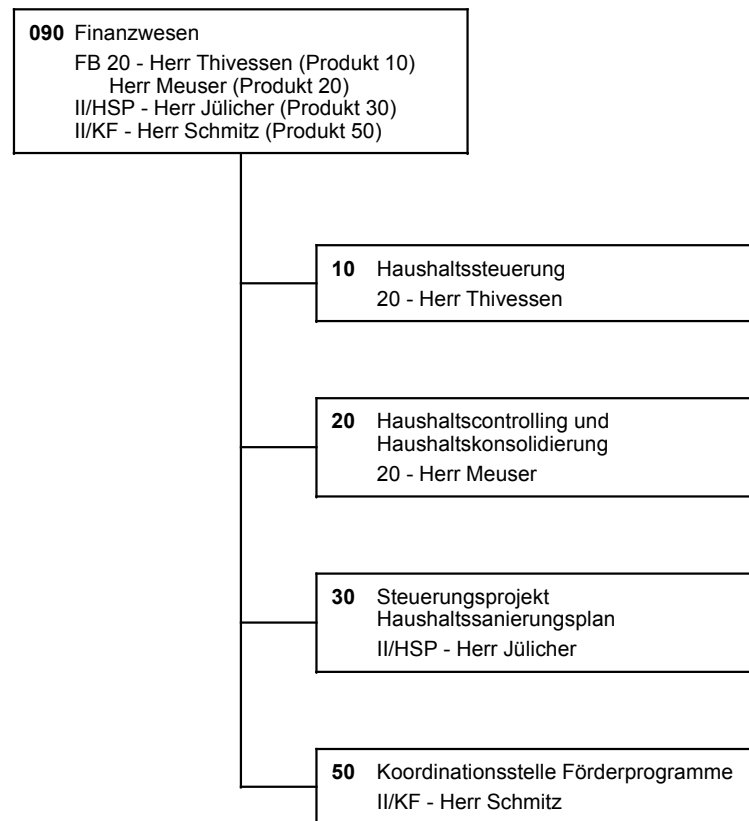 090 Finanzwesen
FB 20 - Herr Thivessen (Produkt 10)
Herr Meuser (Produkt 20)
II/HSP - Herr Jülicher (Produkt 30)
II/KF - Herr Schmitz (Produkt 50)
10 Haushaltssteuerung
20 - Herr Thivessen
20 Haushaltscontrolling und
Haushaltskonsolidierung
20 - Herr Meuser
30 Steuerungsprojekt
Haushaltssanierungsplan
II/HSP - Herr Jülicher
50 Koordinationsstelle Förderprogramme
II/KF - Herr Schmitz